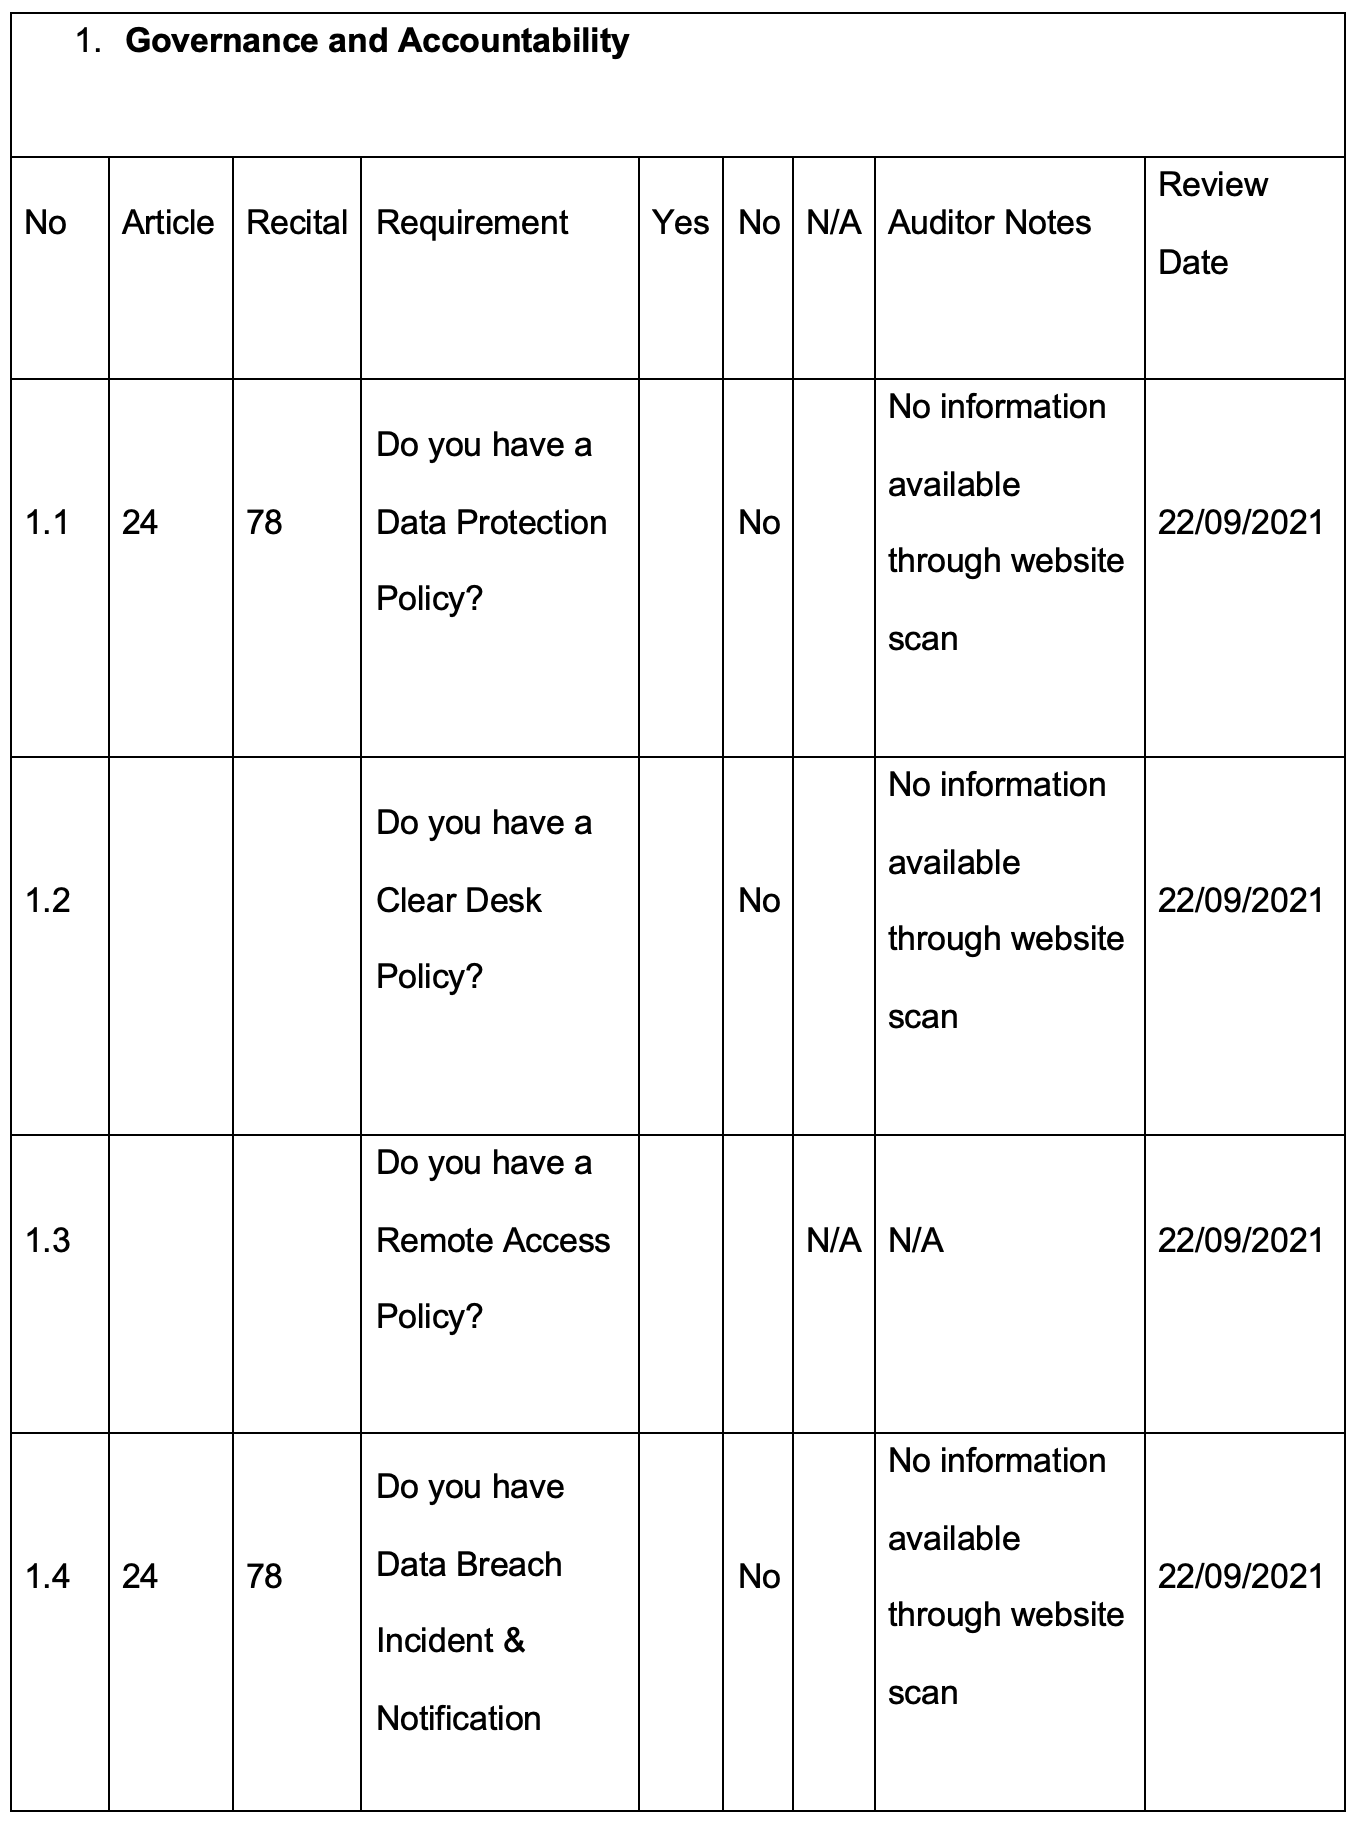 1. Governance and Accountability
No Article Recital Requirement Yes No N/A Auditor Notes Review
Date
1.1 24 78 Do you have a
Data Protection
Policy? No No information
available
through website
scan 22/09/2021
1.2 Do you have a
Clear Desk
Policy? No No information
available
through website
scan 22/09/2021
1.3 Do you have a
Remote Access
Policy? N/A N/A 22/09/2021
1.4 24 78 Do you have
Data Breach
Incident &
Notification No No information
available
through website
scan 22/09/2021